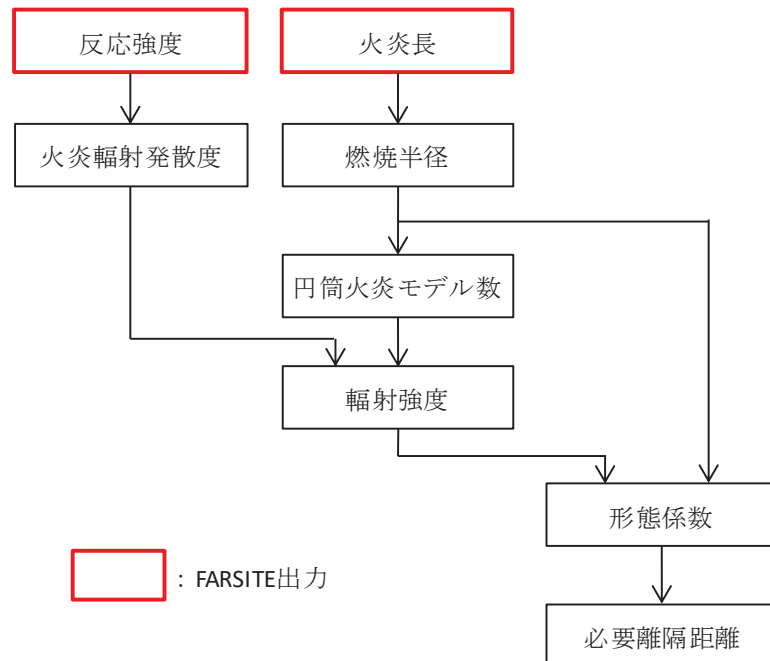 反応強度
火炎長
火炎輻射発散度
燃焼半径
円筒火炎モデル数
輻射強度
形態係数
: FARSITE出力
必要離隔距離